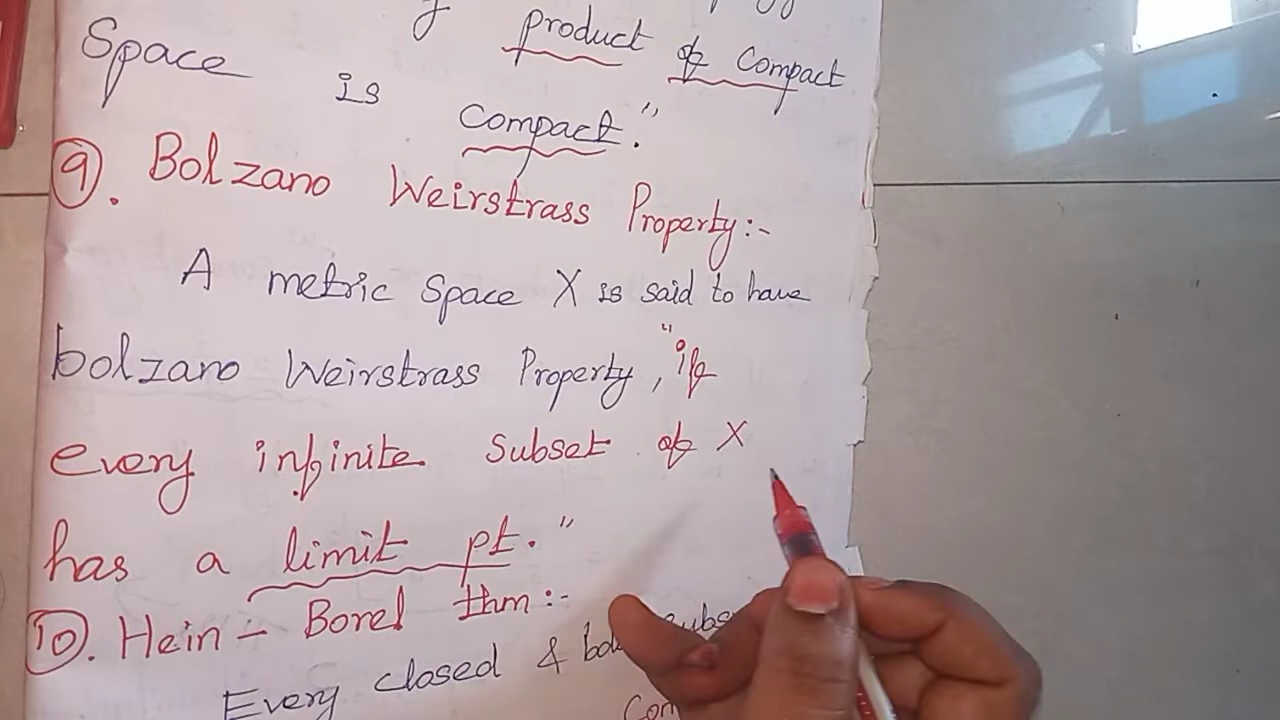 product of Compact
Space is Compact."
9. Bolzano Weirstrass Property:-
A metric Space X is said to have
bolzano Weirstrass Property, "if
every infinite Subset of X
has a limit pt."
10. Hein - Borel thm:-
Every closed &